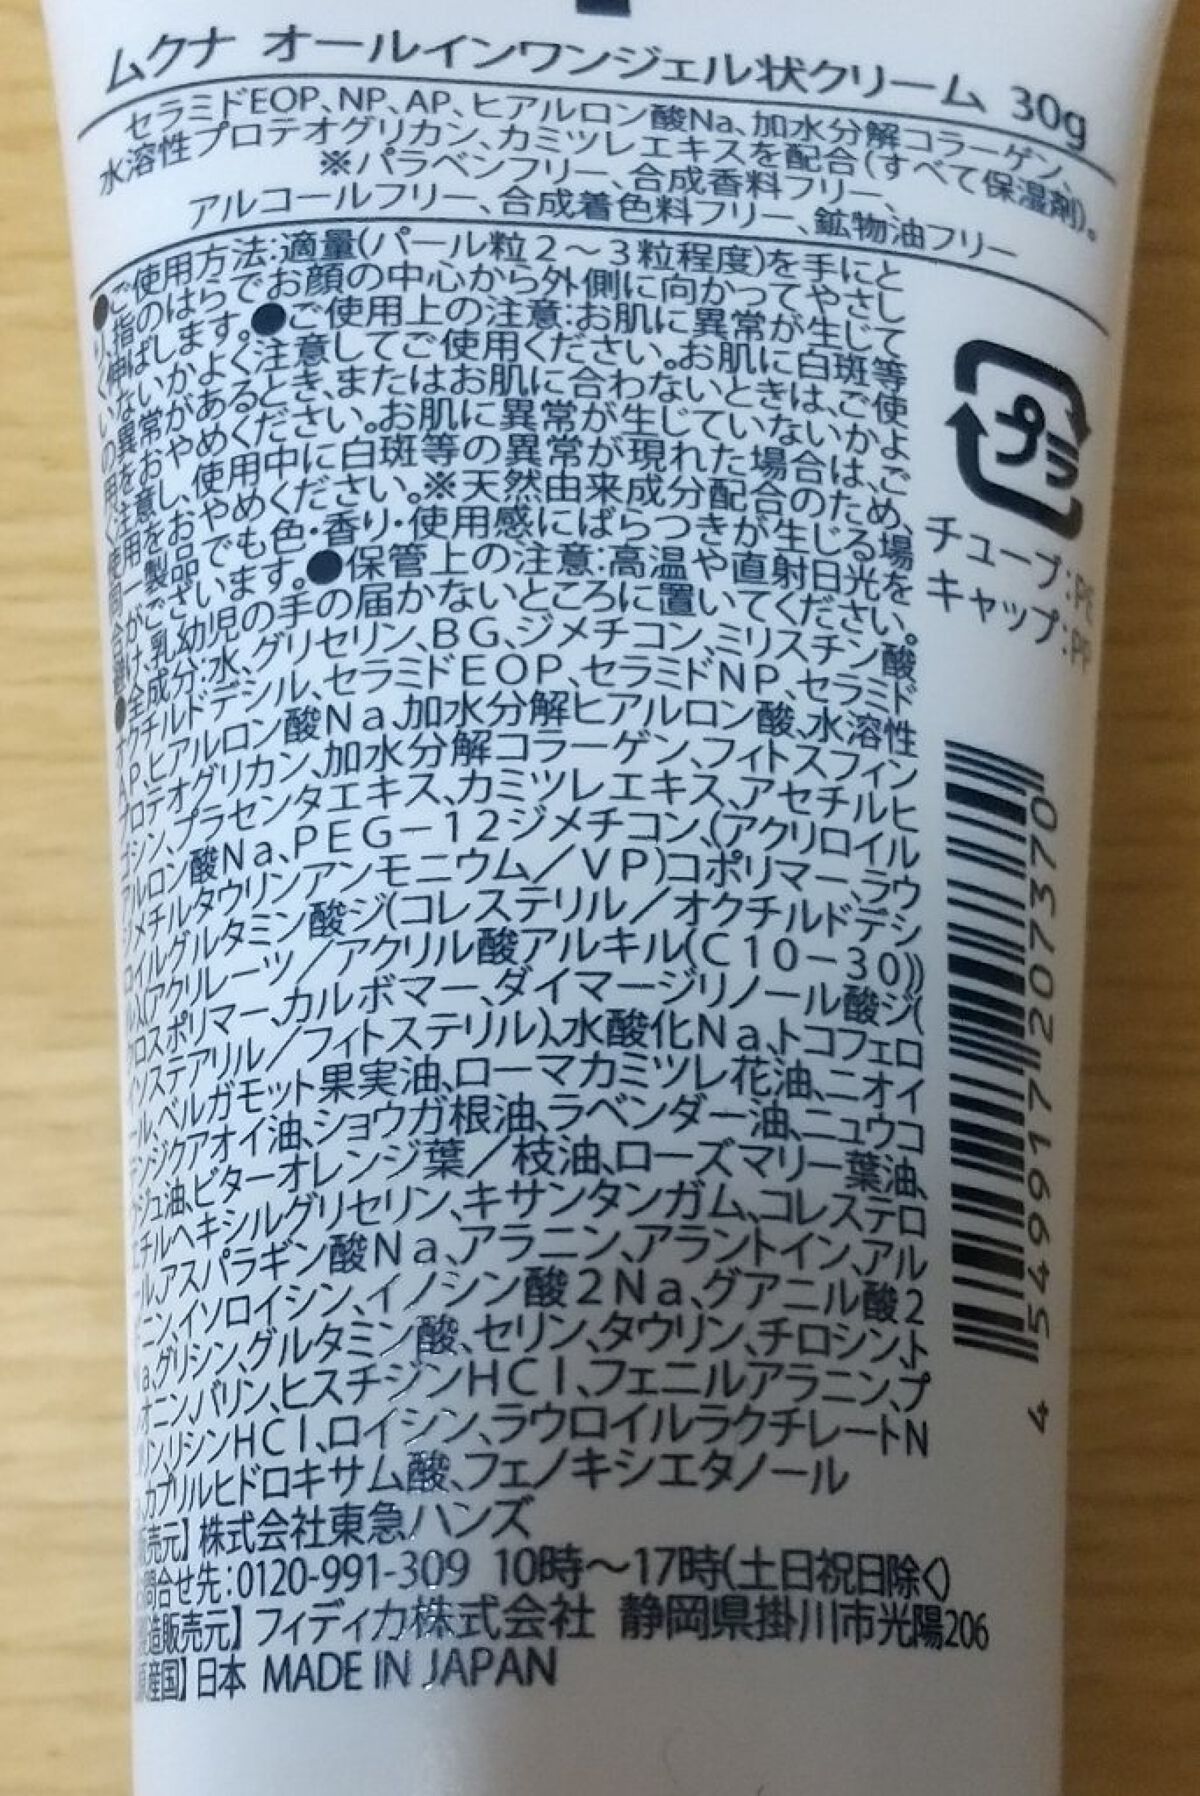 ムクナ オールインワンジェル状クリーム 30g
セラミドEOP、NP、AP、ヒアルロン酸Na、加水分解コラーゲン、
水溶性プロテオグリカン、カミツレエキスを配合(すべて保湿剤)。
※パラベンフリー、合成香料フリー、
アルコールフリー、合成着色料フリー、鉱物油フリー
●ご使用方法:適量(パール粒2～3粒程度)を手にと
り、指のはらでお顔の中心から外側に向かってやさし
く伸ばします。●ご使用上の注意:お肌に異常が生じて
いないかよく注意してご使用ください。お肌に白斑等
の異常があるとき、またはお肌に合わないときは、ご使
用をおやめください。お肌に異常が生じていないかよ
く注意し、使用中に白斑等の異常が現れた場合は、ご
使用をおやめください。※天然由来成分配合のため、
同一製品でも色・香り・使用感にばらつきが生じる場
合がございます。●保管上の注意:高温や直射日光を
避け、乳幼児の手の届かないところに置いてください。
●全成分:水、グリセリン、BG、ジメチコン、ミリスチン酸
オクチルドデシル、セラミドEOP、セラミドNP、セラミド
AP、ヒアルロン酸Na、加水分解ヒアルロン酸、水溶性
プロテオグリカン、加水分解コラーゲン、フィトスフィン
ゴシン、プラセンタエキス、カミツレエキス、アセチルヒ
アルロン酸Na、PEG－12ジメチコン、(アクリロイル
ジメチルタウリンアンモニウム／VP)コポリマー、ラウ
ロイルグルタミン酸ジ(コレステリル／オクチルドデシ
ル)、(アクリレーツ／アクリル酸アルキル(C10－30))
クロスポリマー、カルボマー、ダイマージリノール酸ジ(
イソステアリル／フィトステリル)、水酸化Na、トコフェロ
ール、ベルガモット果実油、ローマカミツレ花油、ニオイ
テンジクアオイ油、ショウガ根油、ラベンダー油、ニュウコ
ウジュ油、ビターオレンジ葉／枝油、ローズマリー葉油、
エチルヘキシルグリセリン、キサンタンガム、コレステロ
ール、アスパラギン酸Na、アラニン、アラントイン、アル
ギニン、イソロイシン、イノシン酸2Na、グアニル酸2
Na、グリシン、グルタミン酸、セリン、タウリン、チロシン、ト
レオニン、バリン、ヒスチジンHCl、フェニルアラニン、プ
ロリン、リシンHCl、ロイシン、ラウロイルラクチレートN
a、カプリルヒドロキサム酸、フェノキシエタノール
販売元】株式会社東急ハンズ
お問合せ先:0120-991-309 10時～17時(土日祝日除く)
製造販売元】フィディカ株式会社 静岡県掛川市光陽206
原産国】日本 MADE IN JAPAN
プラ
チューブ:PE
キャップ:PP
4 549917 207370